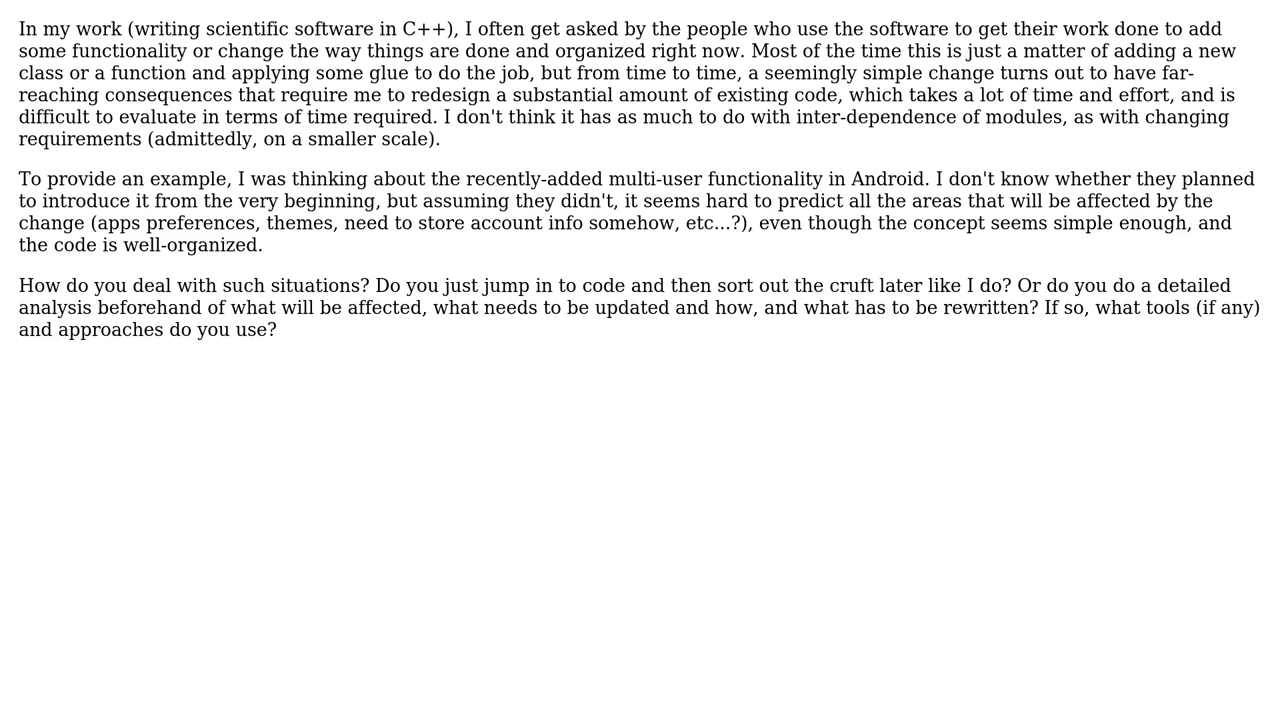 In my work (writing scientific software in C++), I often get asked by the people who use the software to get their work done to add
some functionality or change the way things are done and organized right now. Most of the time this is just a matter of adding a new
class or a function and applying some glue to do the job, but from time to time, a seemingly simple change turns out to have far-
reaching consequences that require me to redesign a substantial amount of existing code, which takes a lot of time and effort, and is
difficult to evaluate in terms of time required. I don't think it has as much to do with inter-dependence of modules, as with changing
requirements (admittedly, on a smaller scale).
To provide an example, I was thinking about the recently-added multi-user functionality in Android. I don't know whether they planned
to introduce it from the very beginning, but assuming they didn't, it seems hard to predict all the areas that will be affected by the
change (apps preferences, themes, need to store account info somehow, etc...?), even though the concept seems simple enough, and
the code is well-organized.
How do you deal with such situations? Do you just jump in to code and then sort out the cruft later like I do? Or do you do a detailed
analysis beforehand of what will be affected, what needs to be updated and how, and what has to be rewritten? If so, what tools (if any)
and approaches do you use?